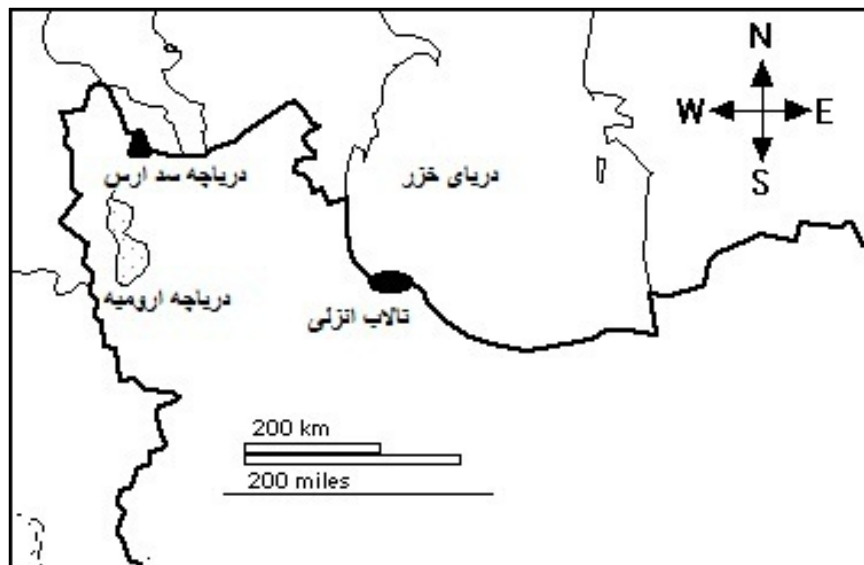 N
W E
S
دریاچه سد ارس
دریای خزر
دریاچه ارومیه
تالاب انزلی
200 km
200 miles